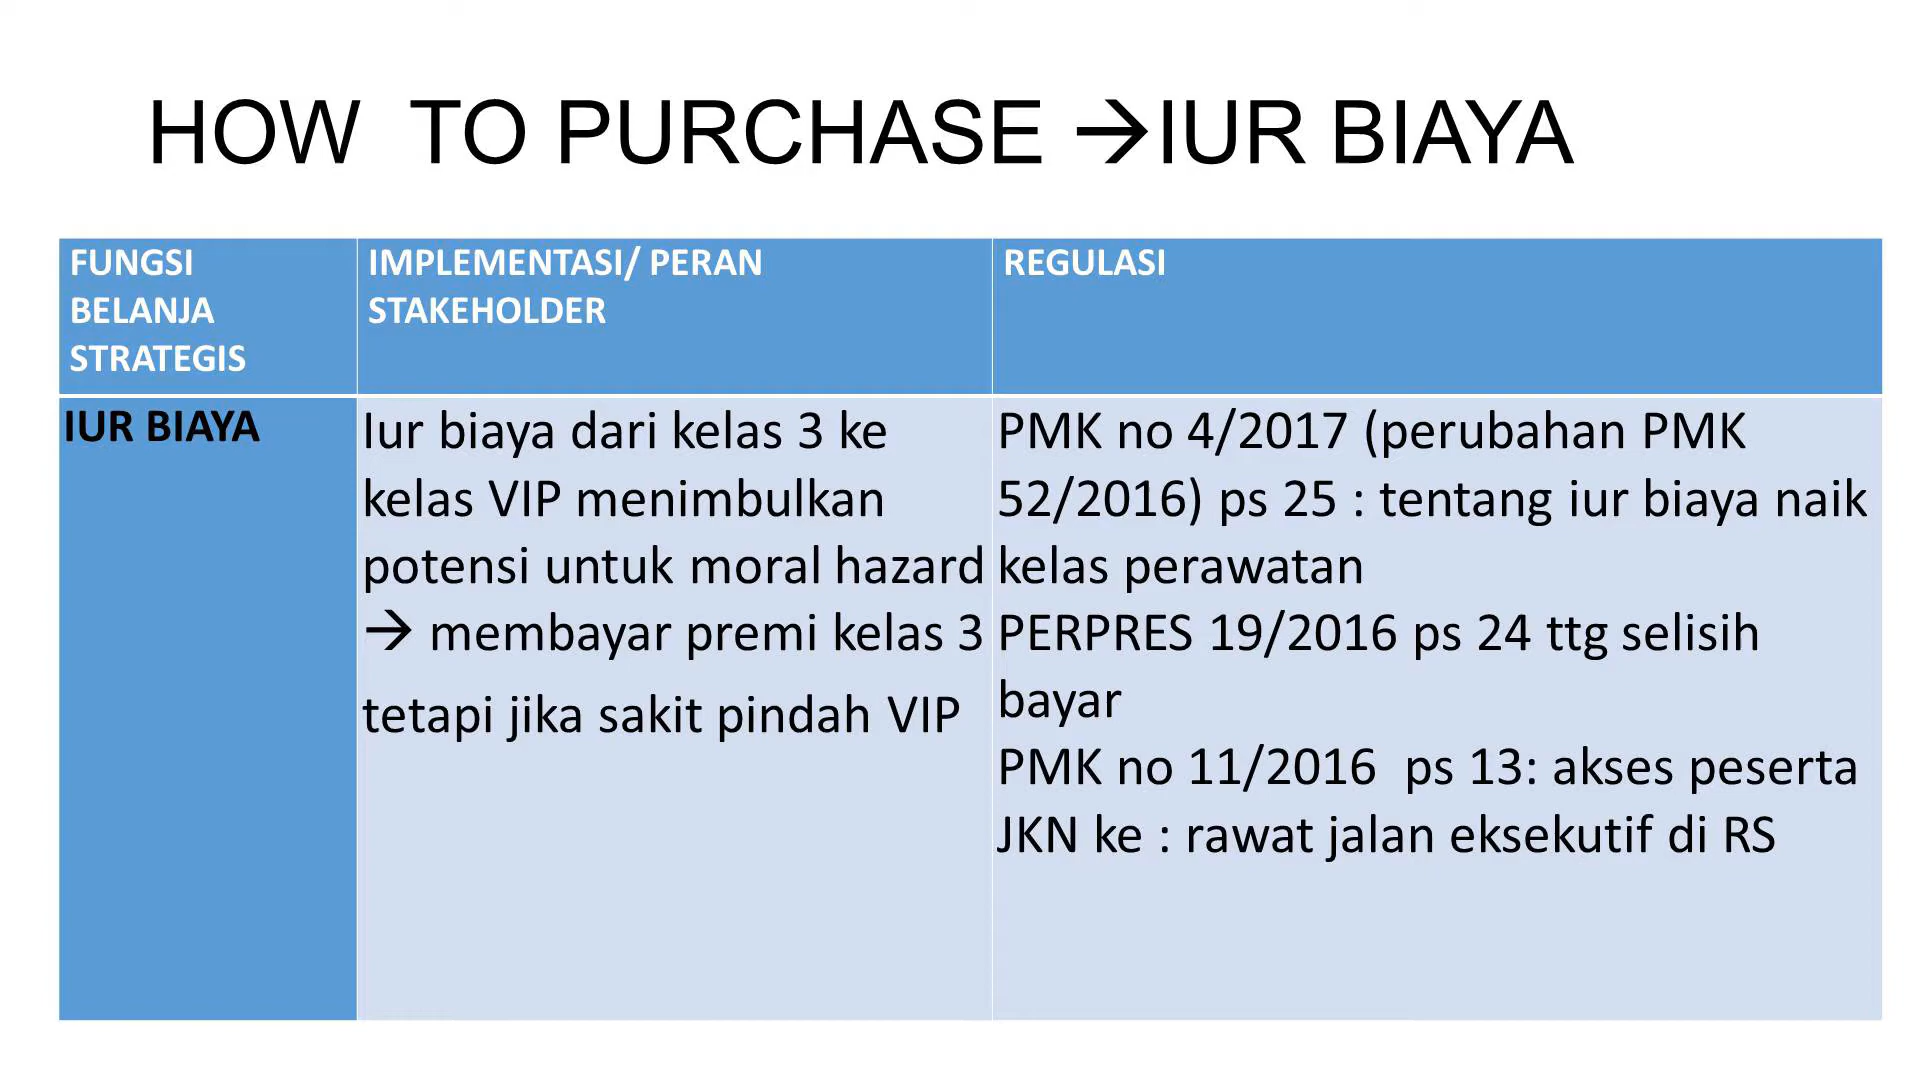 HOW TO PURCHASE →IUR BIAYA
FUNGSI
BELANJA
STRATEGIS
IMPLEMENTASI/ PERAN
STAKEHOLDER
REGULASI
IUR BIAYA
Iur biaya dari kelas 3 ke
kelas VIP menimbulkan
potensi untuk moral hazard
→ membayar premi kelas 3
tetapi jika sakit pindah VIP
PMK no 4/2017 (perubahan PMK
52/2016) ps 25 : tentang iur biaya naik
kelas perawatan
PERPRES 19/2016 ps 24 ttg selisih
bayar
PMK no 11/2016 ps 13: akses peserta
JKN ke : rawat jalan eksekutif di RS